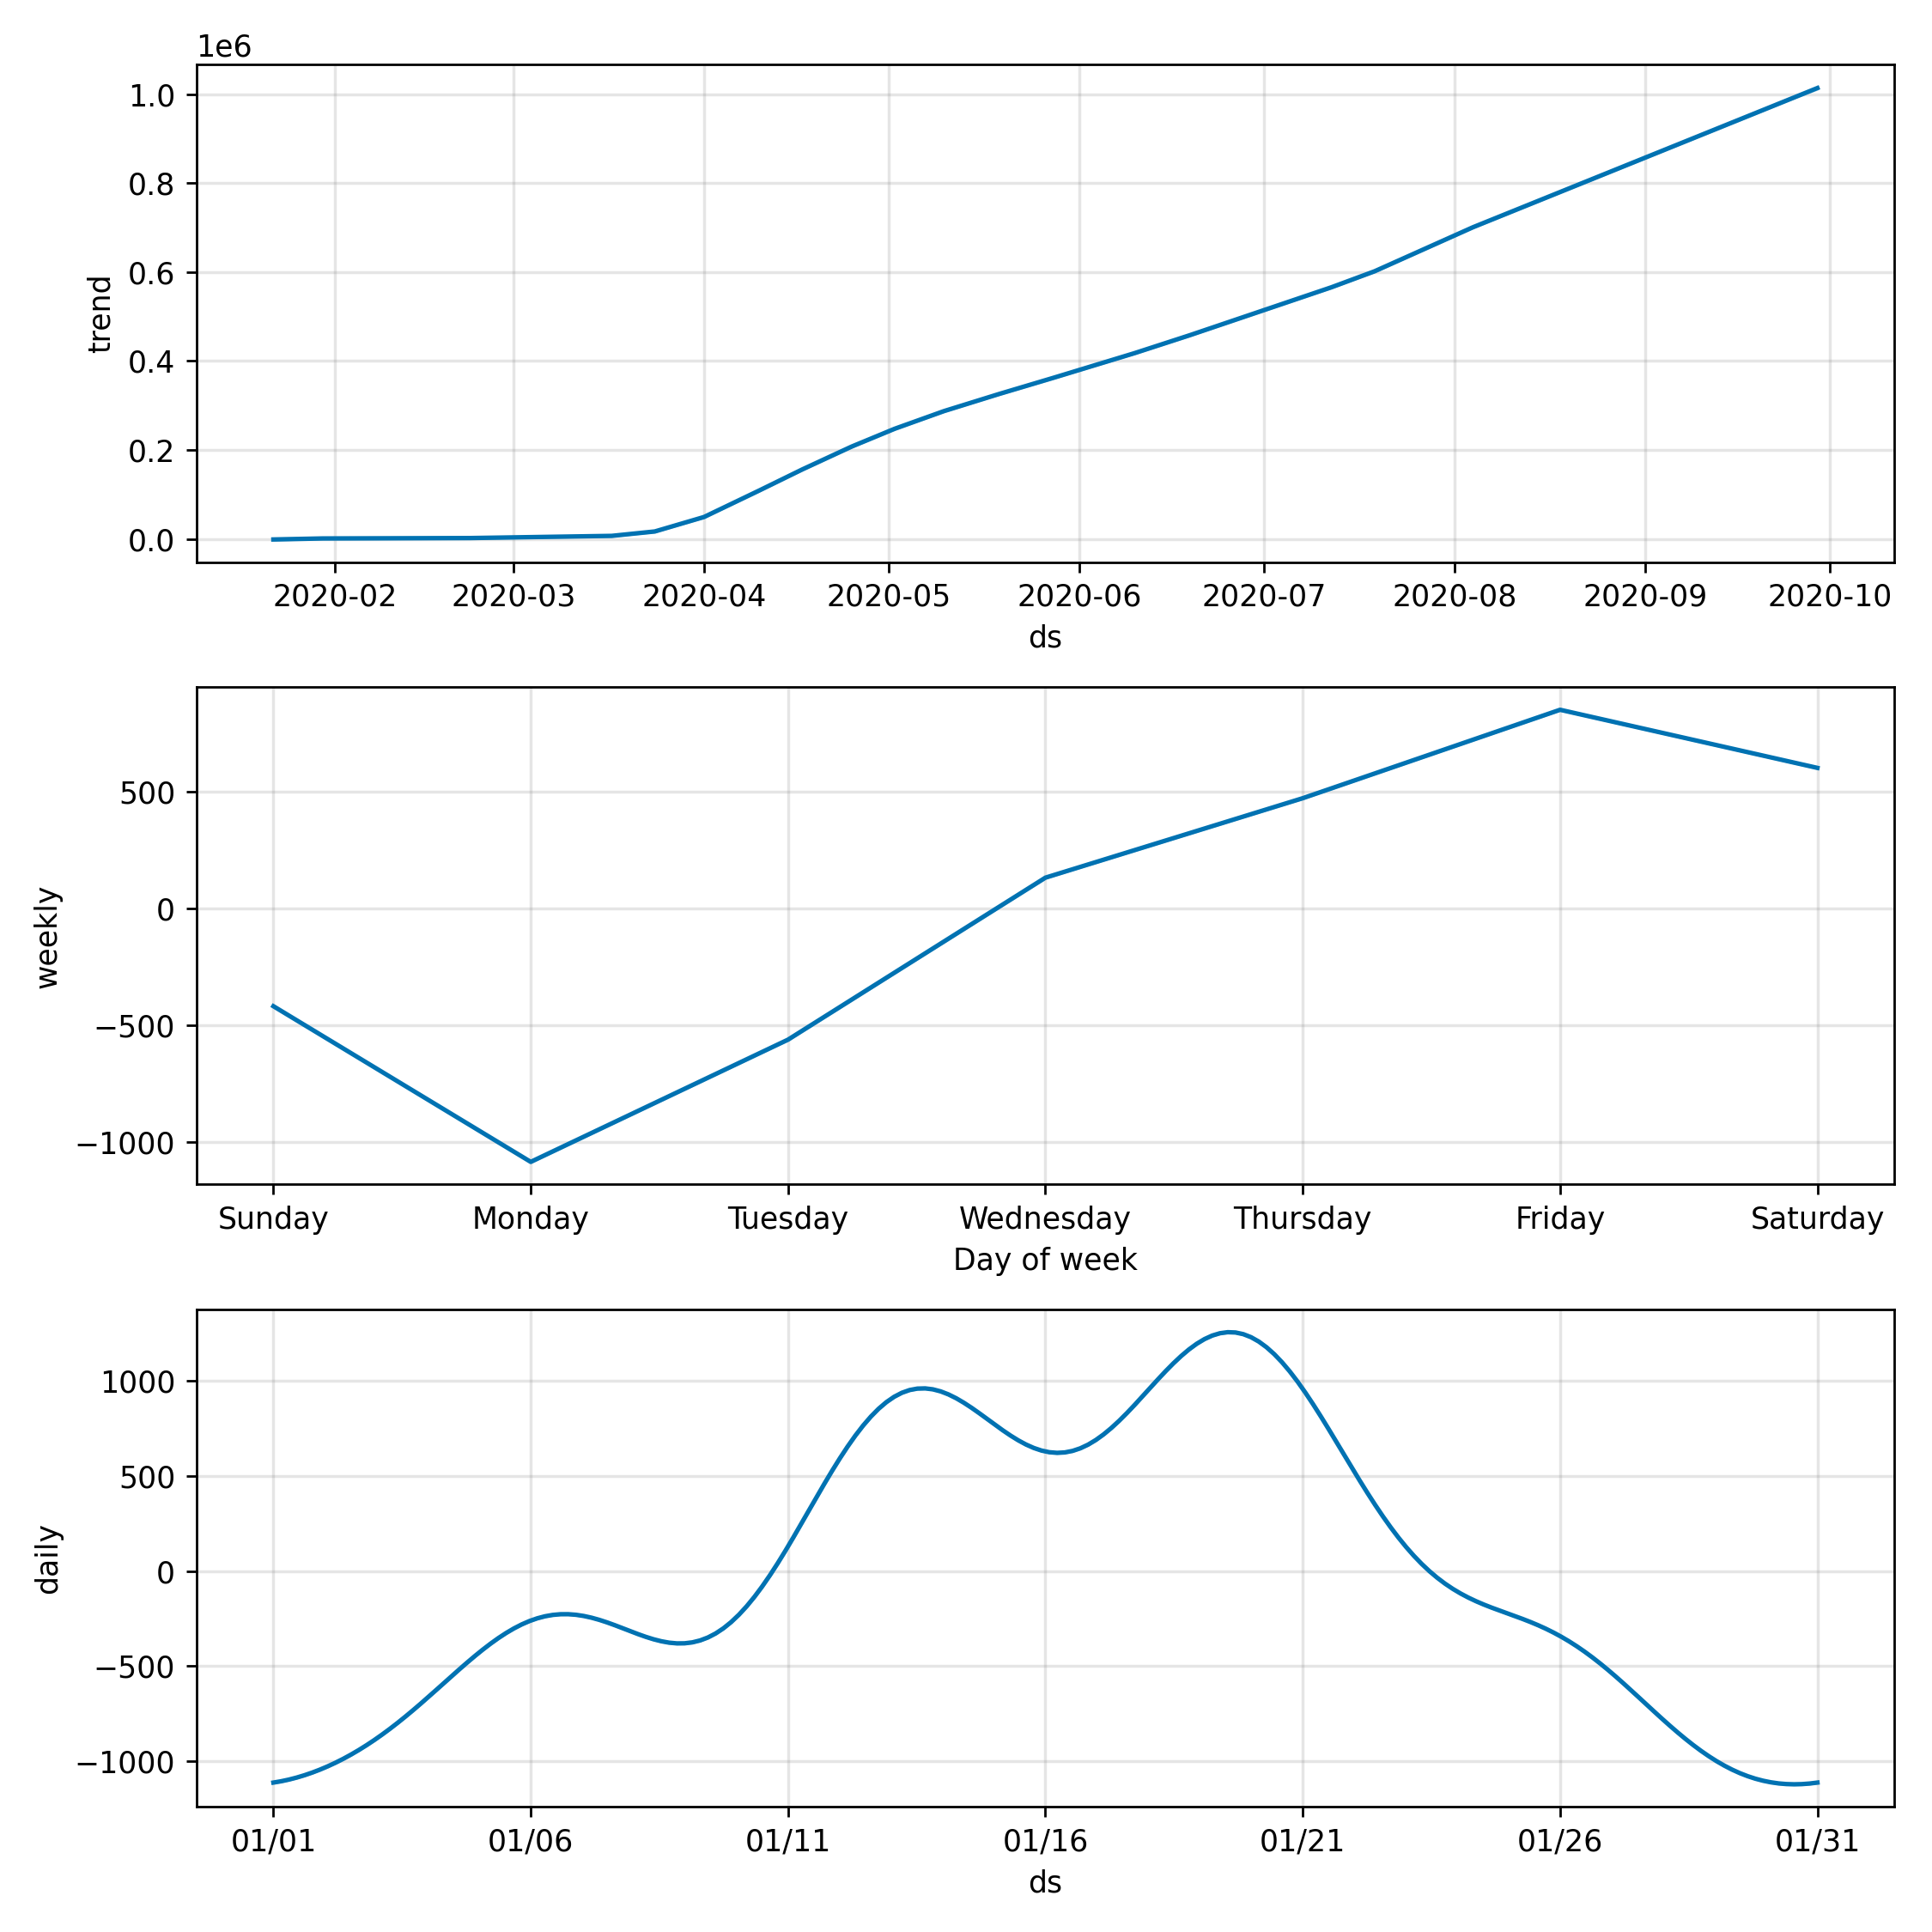 1e6
1.0
0.8
0.6
0.4
0.2
0.0
trend
2020-02 2020-03 2020-04 2020-05 2020-06 2020-07 2020-08 2020-09 2020-10
ds
500
0
−500
−1000
weekly
Sunday Monday Tuesday Wednesday Thursday Friday Saturday
Day of week
1000
500
0
−500
−1000
daily
01/01 01/06 01/11 01/16 01/21 01/26 01/31
ds